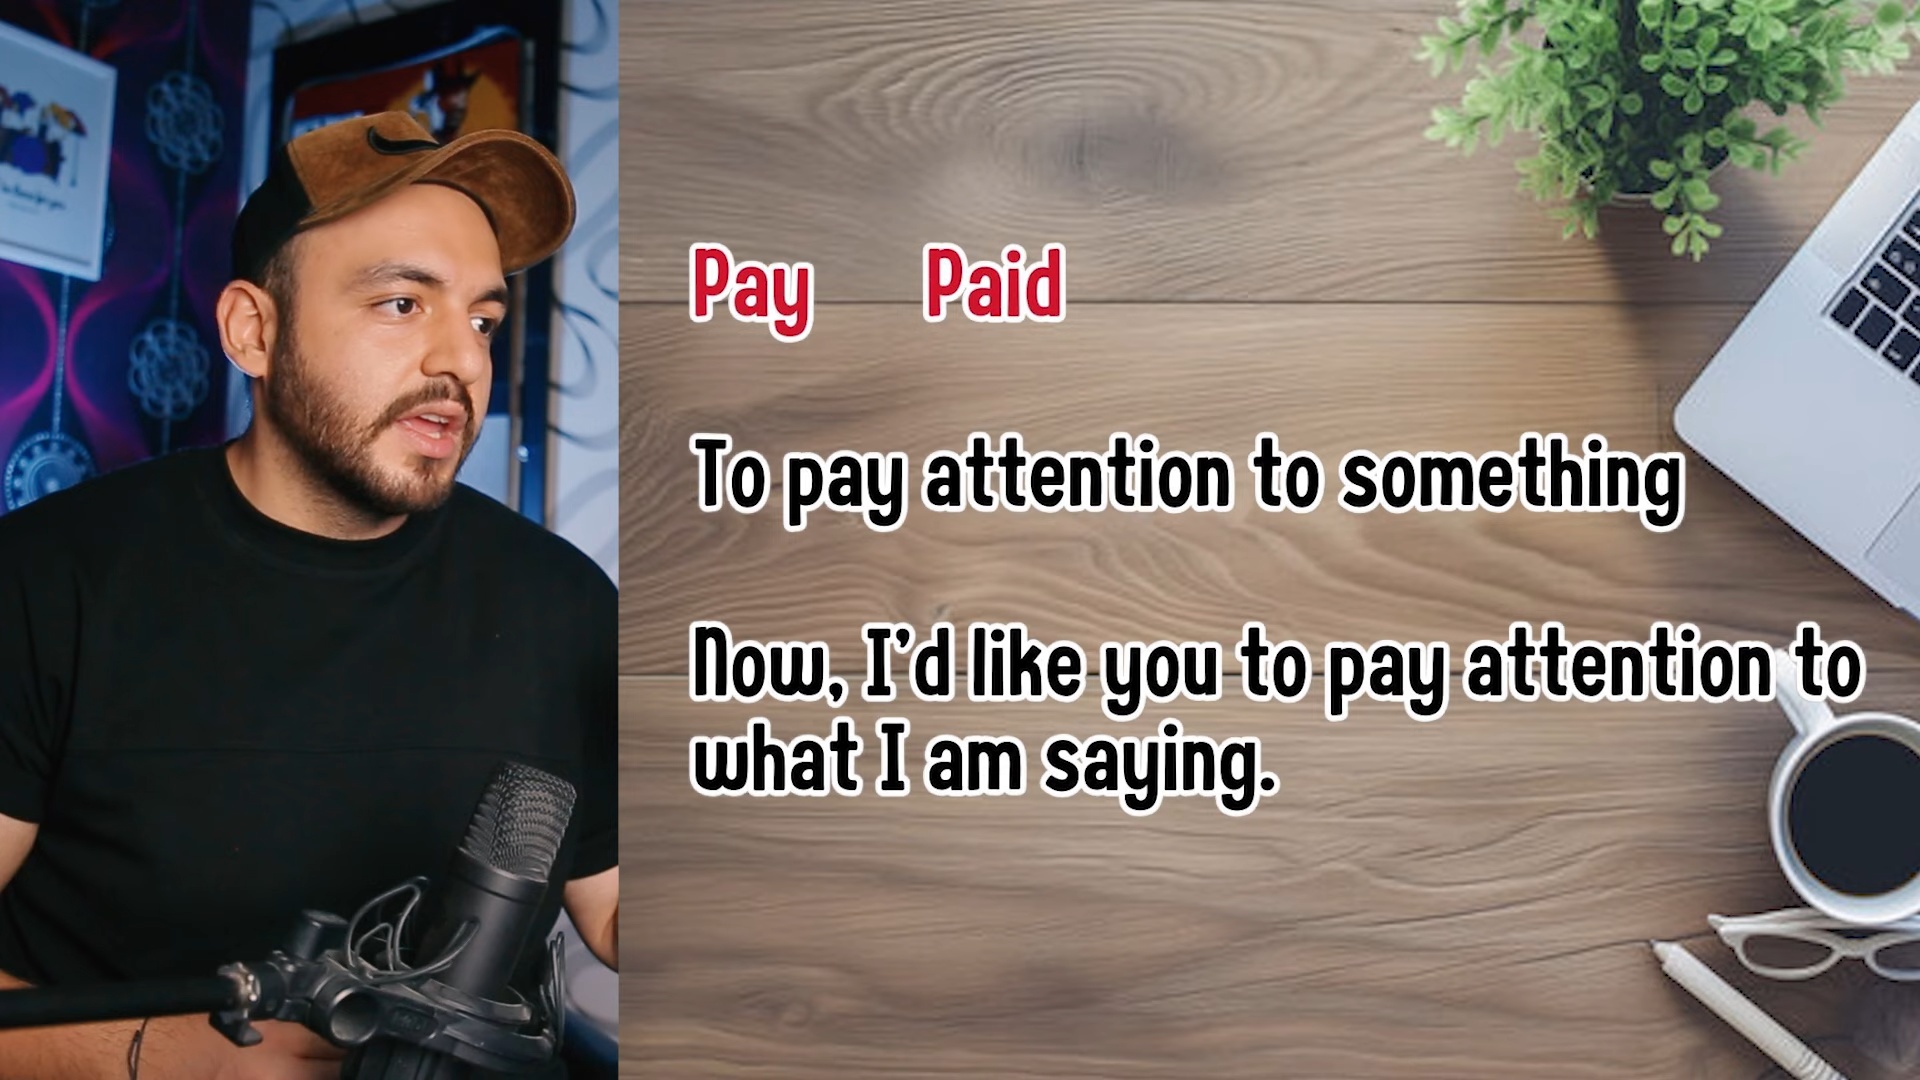 Pay Paid
To pay attention to something
Now, I'd like you to pay attention to
what I am saying.